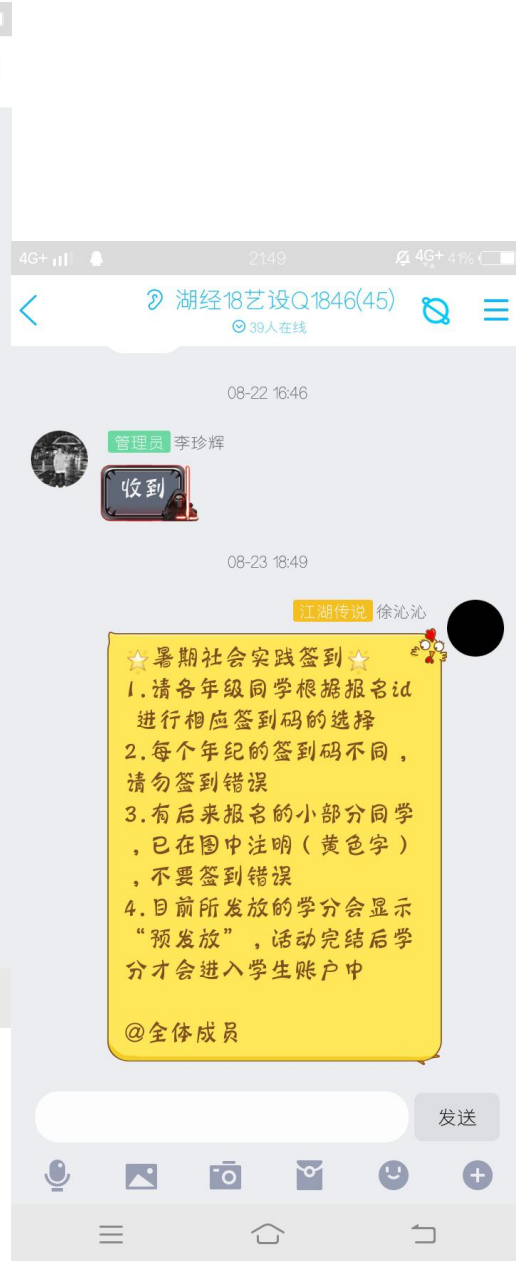 4G+
21:49
4G+ 41%
湖经18艺设Q1846(45)
39人在线
08-22 16:46
管理员 李珍辉
收到
08-23 18:49
江湖传说 徐沁沁
暑期社会实践签到
1.请各年级同学根据报名id
进行相应签到码的选择
2.每个年纪的签到码不同，
请勿签到错误
3.有后来报名的小部分同学
，已在图中注明（黄色字）
，不要签到错误
4.目前所发放的学分会显示
“预发放”，活动完结后学
分才会进入学生账户中
@全体成员
发送